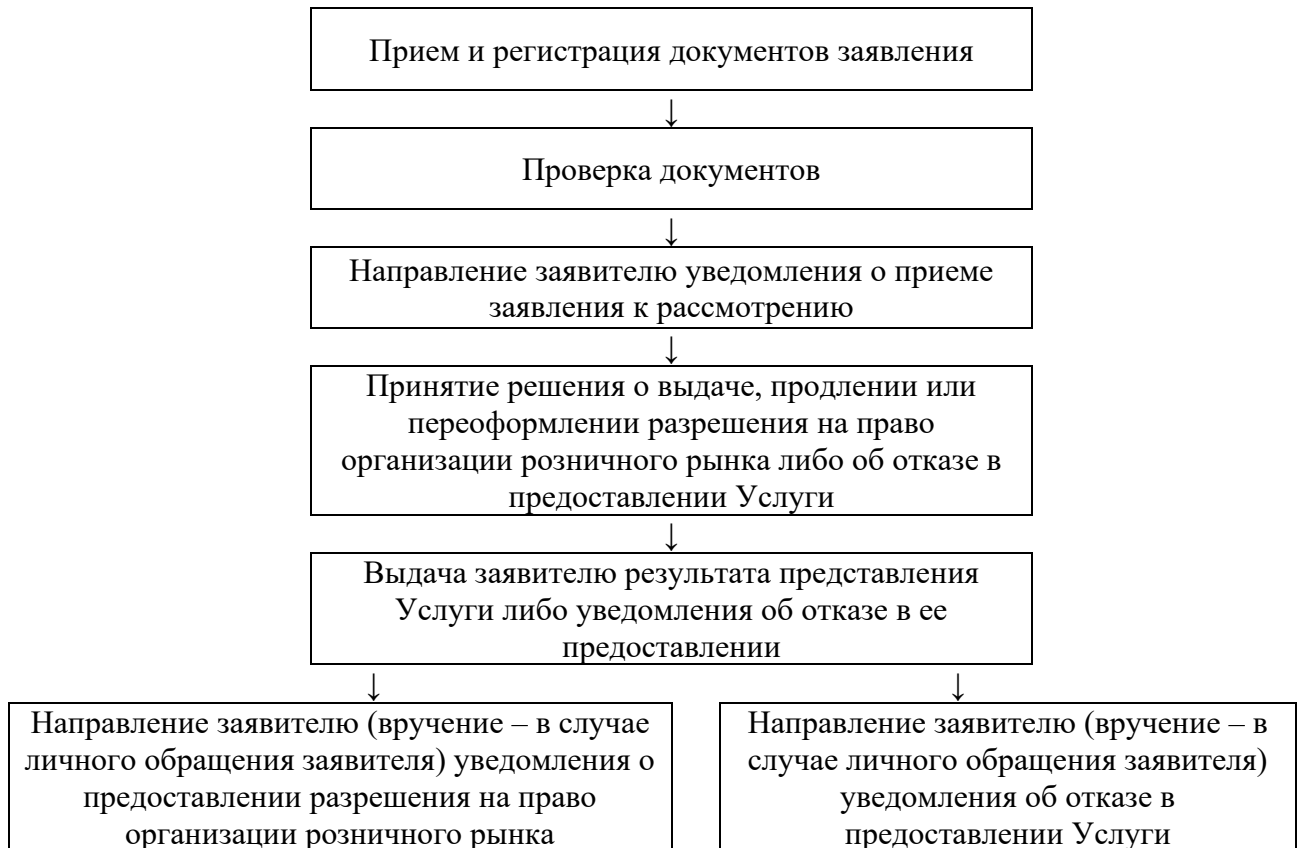 Прием и регистрация документов заявления
↓
Проверка документов
↓
Направление заявителю уведомления о приеме
заявления к рассмотрению
↓
Принятие решения о выдаче, продлении или
переоформлении разрешения на право
организации розничного рынка либо об отказе в
предоставлении Услуги
↓
Выдача заявителю результата представления
Услуги либо уведомления об отказе в ее
предоставлении
↓
↓
Направление заявителю (вручение – в случае
личного обращения заявителя) уведомления о
предоставлении разрешения на право
организации розничного рынка
Направление заявителю (вручение – в
случае личного обращения заявителя)
уведомления об отказе в
предоставлении Услуги